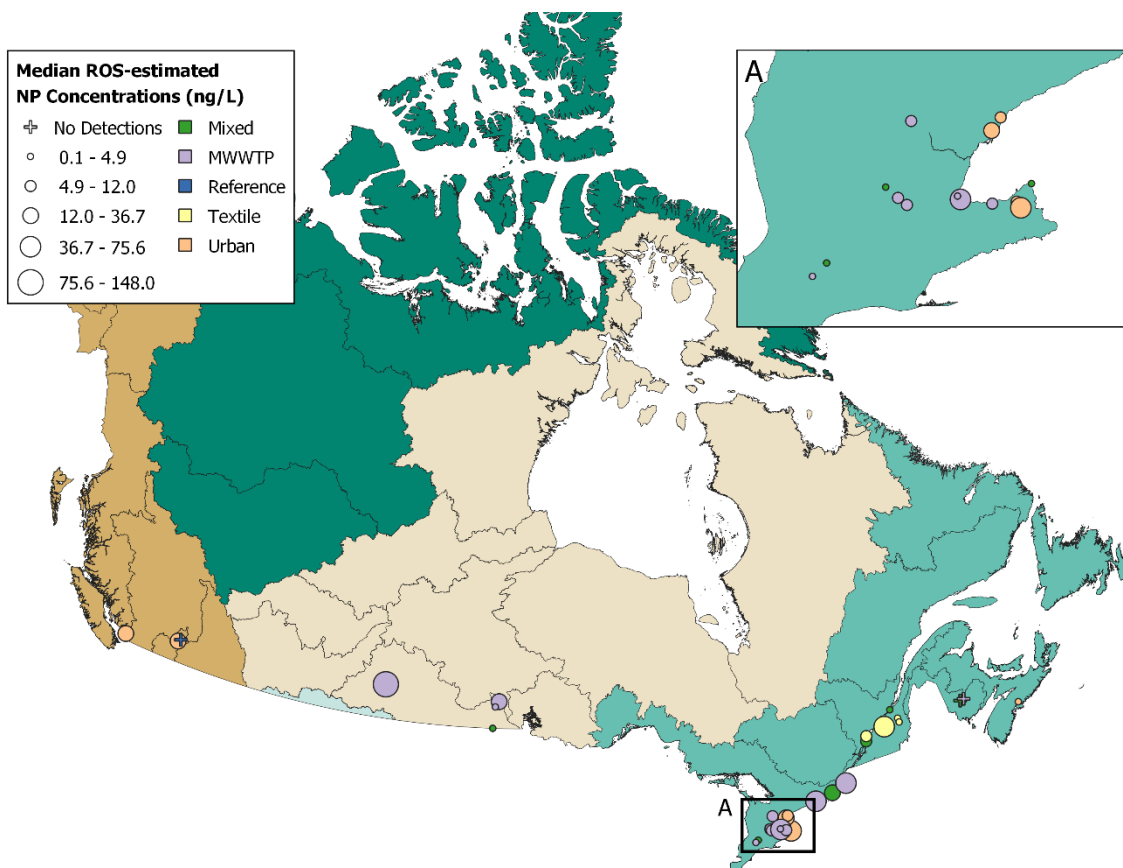 Median ROS-estimated
NP Concentrations (ng/L)
No Detections Mixed
0.1 - 4.9 MWWTP
4.9 - 12.0 Reference
12.0 - 36.7 Textile
36.7 - 75.6 Urban
75.6 - 148.0
A
A